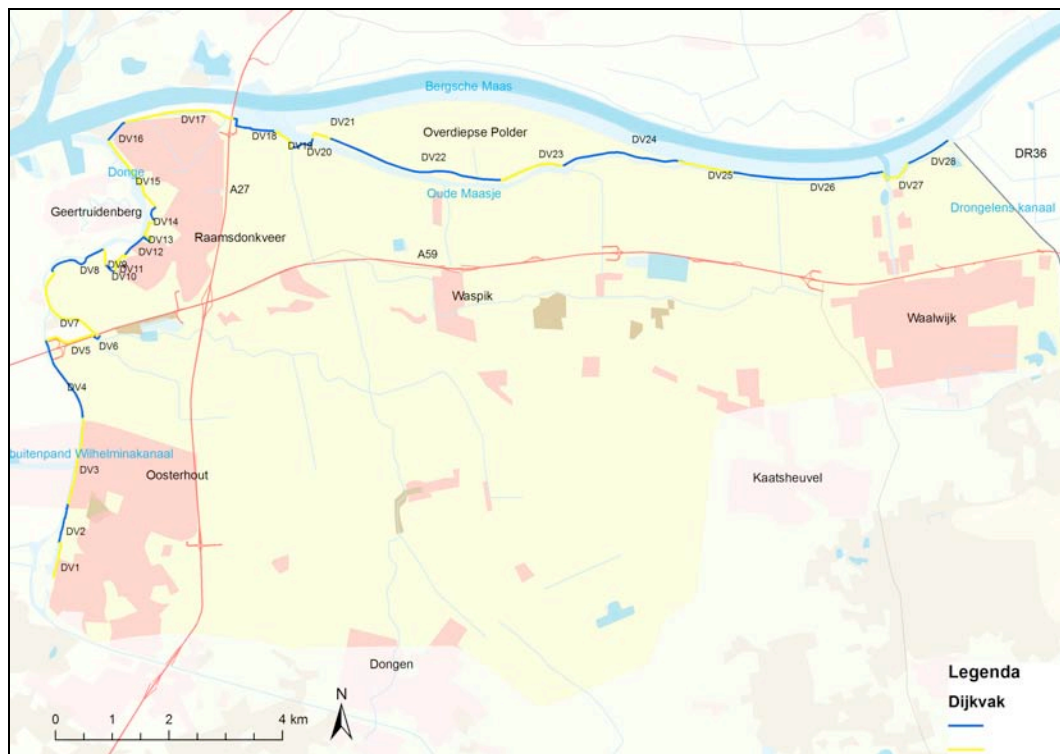 Bergsche Maas
DV17
DV21
DV16
DV18
Overdiepse Polder
DV24
DV19
DV20
DR36
DV23
DV28
Donge
DV22
DV15
A27
Oude Maasje
DV25
DV26
DV27
Geertruidenberg
Drongelens kanaal
DV14
DV13
Raamsdonkveer
DV12
A59
DV9
DV8
DV11
DV10
Waspik
Waalwijk
DV7
DV6
DV5
DV4
buitenpand Wilhelminakanaal
DV3
Oosterhout
Kaatsheuvel
DV2
DV1
Dongen
Legenda
Dijkvak
N
0 1 2 4 km